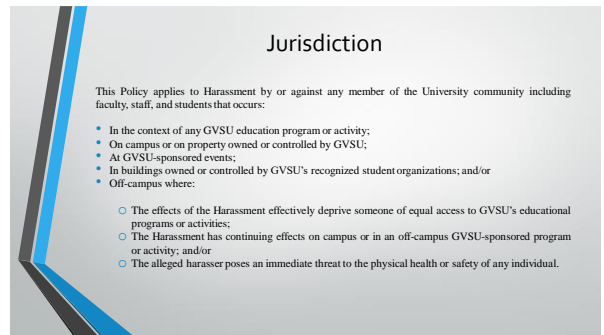 Jurisdiction
This Policy applies to Harassment by or against any member of the University community including
faculty, staff, and students that occurs:
• In the context of any GVSU education program or activity;
• On campus or on property owned or controlled by GVSU;
• At GVSU-sponsored events;
• In buildings owned or controlled by GVSU's recognized student organizations; and/or
• Off-campus where:
o The effects of the Harassment effectively deprive someone of equal access to GVSU's educational
programs or activities;
o The Harassment has continuing effects on campus or in an off-campus GVSU-sponsored program
or activity; and/or
o The alleged harasser poses an immediate threat to the physical health or safety of any individual.